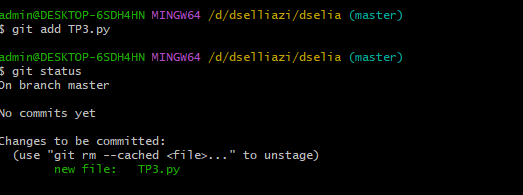 admin@DESKTOP-6SDH4HN MINGW64 /d/dselliazi/dselia (master)
$ git add TP3.py
admin@DESKTOP-6SDH4HN MINGW64 /d/dselliazi/dselia (master)
$ git status
On branch master
No commits yet
Changes to be committed:
(use "git rm --cached <file>..." to unstage)
new file:   TP3.py